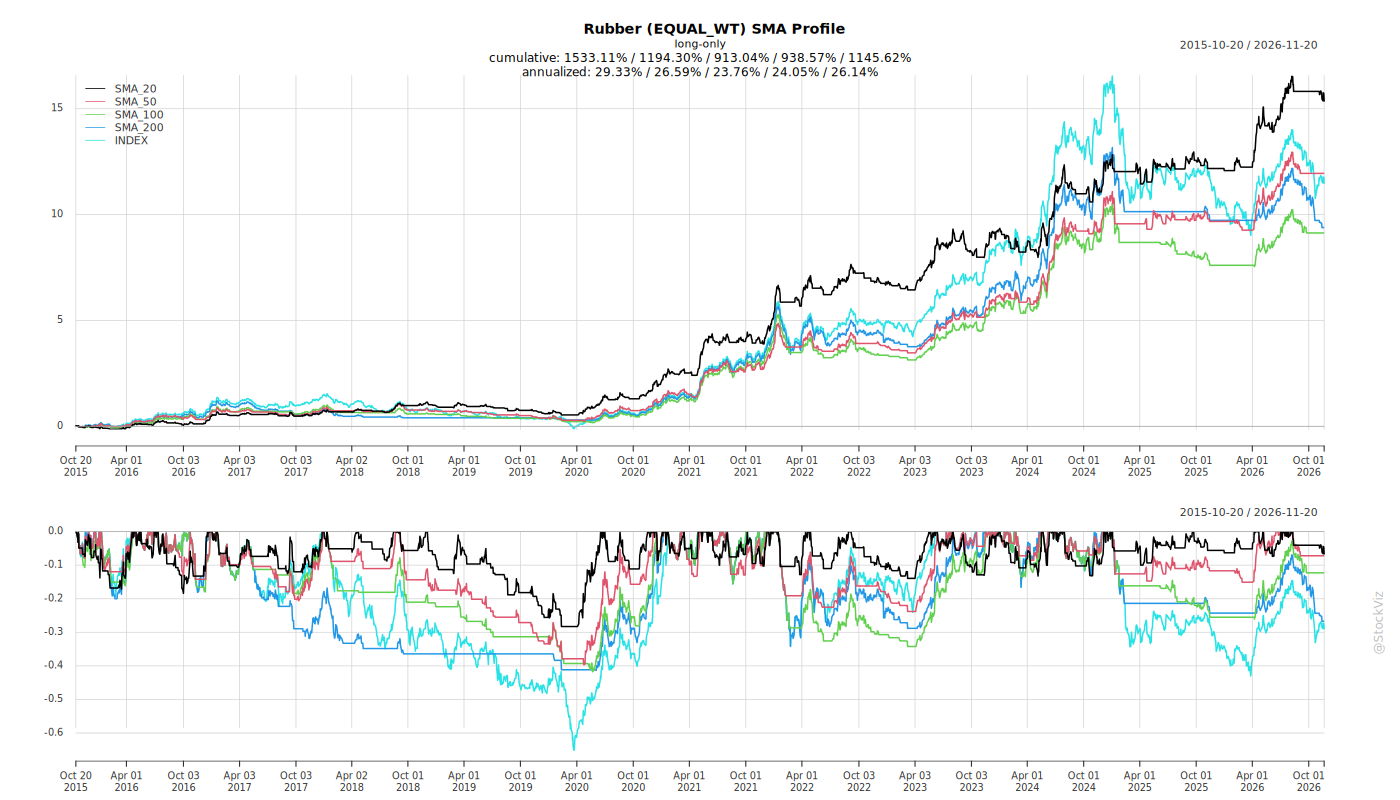 Rubber (EQUAL_WT) SMA Profile
long-only
2015-10-20 / 2026-11-20
cumulative: 1533.11% / 1194.30% / 913.04% / 938.57% / 1145.62%
annualized: 29.33% / 26.59% / 23.76% / 24.05% / 26.14%
SMA_20
SMA_50
SMA_100
SMA_200
INDEX
15
10
5
0
Oct 20 Apr 01 Oct 03 Apr 03 Oct 03 Apr 02 Oct 01 Apr 01 Oct 01 Apr 01 Oct 01 Apr 01 Oct 01 Apr 01 Oct 03 Apr 03 Oct 03 Apr 01 Oct 01 Apr 01 Oct 01 Apr 01 Oct 01
2015 2016 2016 2017 2017 2018 2018 2019 2019 2020 2020 2021 2021 2022 2022 2023 2023 2024 2024 2025 2025 2026 2026
2015-10-20 / 2026-11-20
0.0
-0.1
-0.2
-0.3
-0.4
-0.5
-0.6
Oct 20 Apr 01 Oct 03 Apr 03 Oct 03 Apr 02 Oct 01 Apr 01 Oct 01 Apr 01 Oct 01 Apr 01 Oct 01 Apr 01 Oct 03 Apr 03 Oct 03 Apr 01 Oct 01 Apr 01 Oct 01 Apr 01 Oct 01
2015 2016 2016 2017 2017 2018 2018 2019 2019 2020 2020 2021 2021 2022 2022 2023 2023 2024 2024 2025 2025 2026 2026
@StockViz